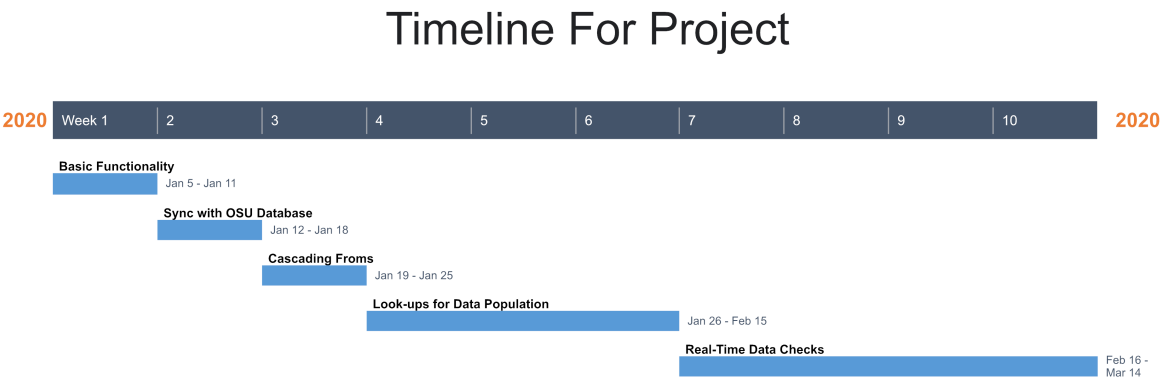 Timeline For Project
2020 Week 1 2 3 4 5 6 7 8 9 10 2020
Basic Functionality
Jan 5 - Jan 11
Sync with OSU Database
Jan 12 - Jan 18
Cascading Froms
Jan 19 - Jan 25
Look-ups for Data Population
Jan 26 - Feb 15
Real-Time Data Checks
Feb 16 -
Mar 14